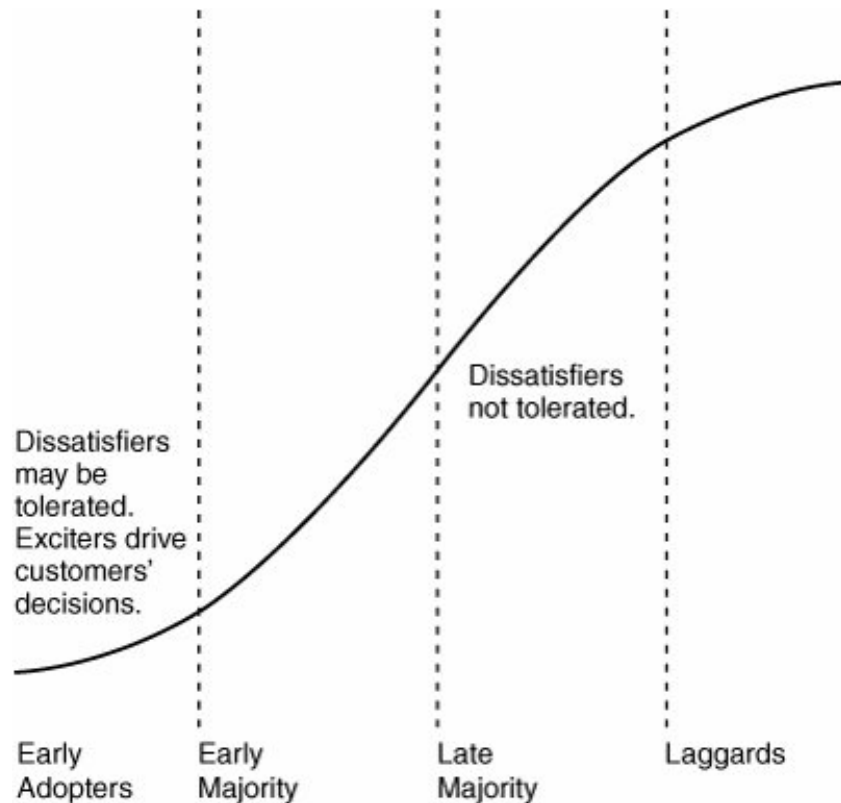 Dissatisfiers
not tolerated.
Dissatisfiers
may be
tolerated.
Exciters drive
customers’
decisions.
Early
Adopters
Early
Majority
Late
Majority
Laggards